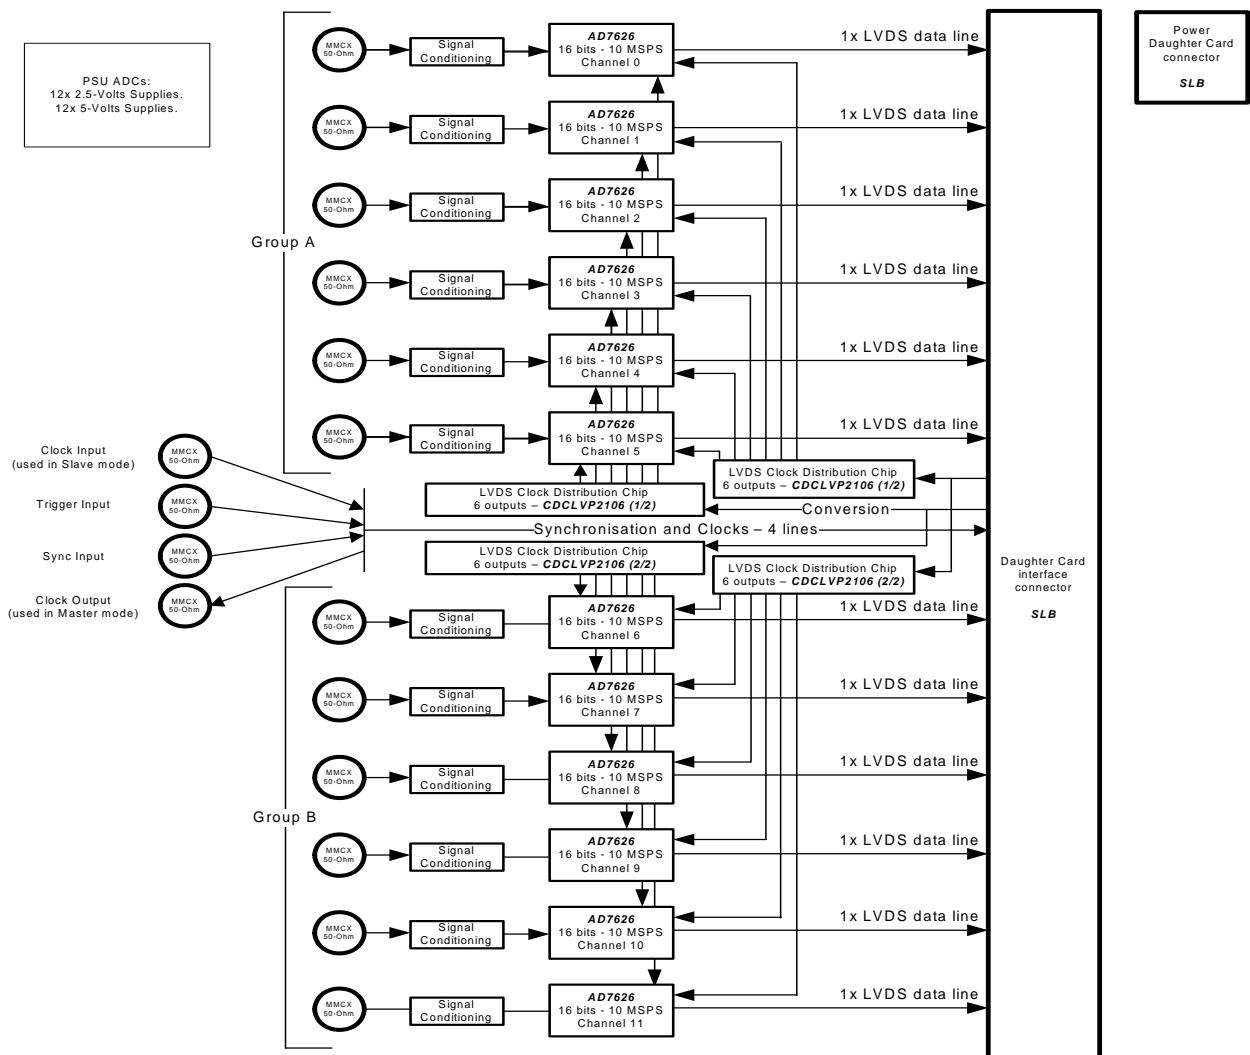 PSU ADCs:
12x 2.5-Volts Supplies.
12x 5-Volts Supplies.
Power
Daughter Card
connector
SLB
Group A
MMCX
50-Ohm
Signal
Conditioning
AD7626
16 bits - 10 MSPS
Channel 0
1x LVDS data line
MMCX
50-Ohm
Signal
Conditioning
AD7626
16 bits - 10 MSPS
Channel 1
1x LVDS data line
MMCX
50-Ohm
Signal
Conditioning
AD7626
16 bits - 10 MSPS
Channel 2
1x LVDS data line
MMCX
50-Ohm
Signal
Conditioning
AD7626
16 bits - 10 MSPS
Channel 3
1x LVDS data line
MMCX
50-Ohm
Signal
Conditioning
AD7626
16 bits - 10 MSPS
Channel 4
1x LVDS data line
MMCX
50-Ohm
Signal
Conditioning
AD7626
16 bits - 10 MSPS
Channel 5
1x LVDS data line
Clock Input
(used in Slave mode)
MMCX
50-Ohm
Trigger Input
MMCX
50-Ohm
Sync Input
MMCX
50-Ohm
Clock Output
(used in Master mode)
MMCX
50-Ohm
LVDS Clock Distribution Chip
6 outputs – CDCLVP2106 (1/2)
LVDS Clock Distribution Chip
6 outputs – CDCLVP2106 (1/2)
Conversion
Synchronisation and Clocks – 4 lines
LVDS Clock Distribution Chip
6 outputs – CDCLVP2106 (2/2)
LVDS Clock Distribution Chip
6 outputs – CDCLVP2106 (2/2)
Daughter Card
interface
connector
SLB
Group B
MMCX
50-Ohm
Signal
Conditioning
AD7626
16 bits - 10 MSPS
Channel 6
1x LVDS data line
MMCX
50-Ohm
Signal
Conditioning
AD7626
16 bits - 10 MSPS
Channel 7
1x LVDS data line
MMCX
50-Ohm
Signal
Conditioning
AD7626
16 bits - 10 MSPS
Channel 8
1x LVDS data line
MMCX
50-Ohm
Signal
Conditioning
AD7626
16 bits - 10 MSPS
Channel 9
1x LVDS data line
MMCX
50-Ohm
Signal
Conditioning
AD7626
16 bits - 10 MSPS
Channel 10
1x LVDS data line
MMCX
50-Ohm
Signal
Conditioning
AD7626
16 bits - 10 MSPS
Channel 11
1x LVDS data line